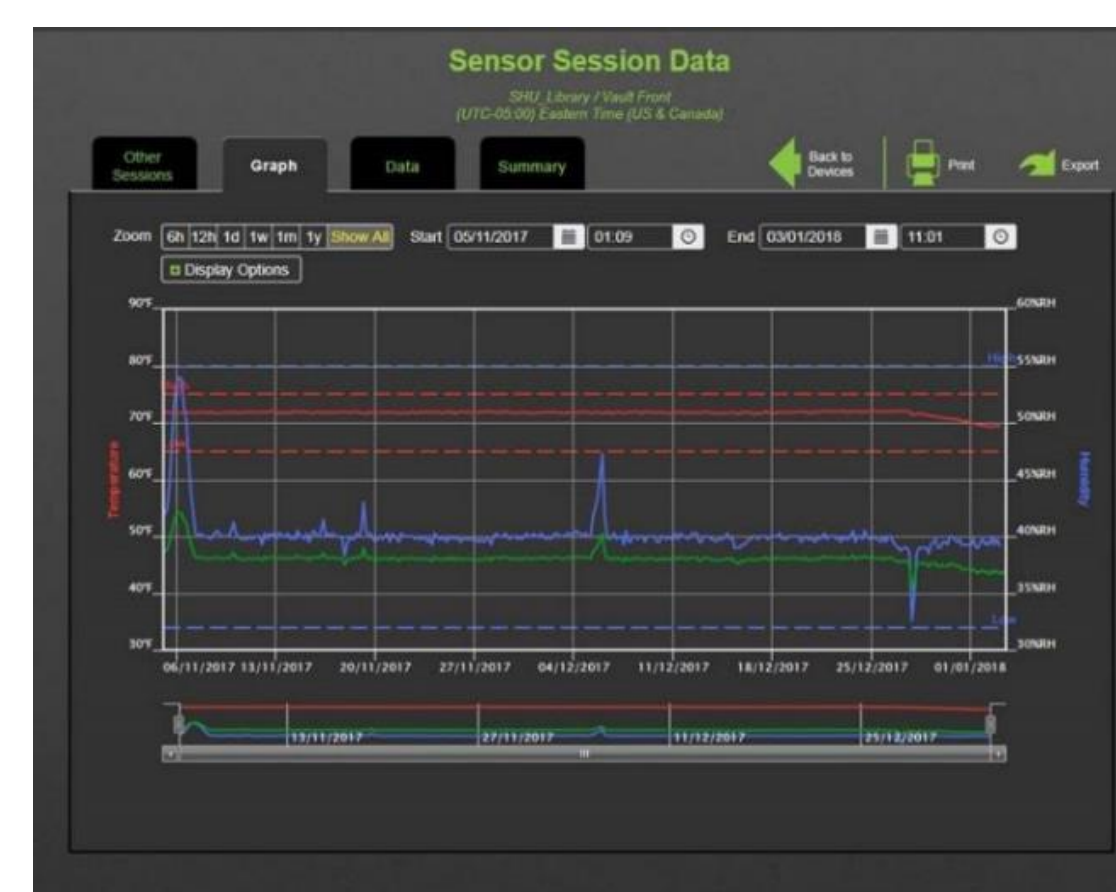 Sensor Session Data
SHU_Library / Vault Front
(UTC-05:00) Eastern Time (US & Canada)
Other Sessions
Graph
Data
Summary
Back to Devices
Print
Export
Zoom 6h 12h 1d 1w 1m 1y Show All Start 05/11/2017 01:09 End 03/01/2018 11:01
Display Options
90°F 60%RH
High
80°F 55%RH
70°F 50%RH
60°F 45%RH
Temperature
Humidity
50°F 40%RH
40°F 35%RH
Low
30°F 30%RH
06/11/2017 13/11/2017 20/11/2017 27/11/2017 04/12/2017 11/12/2017 18/12/2017 25/12/2017 01/01/2018
13/11/2017 27/11/2017 11/12/2017 25/12/2017